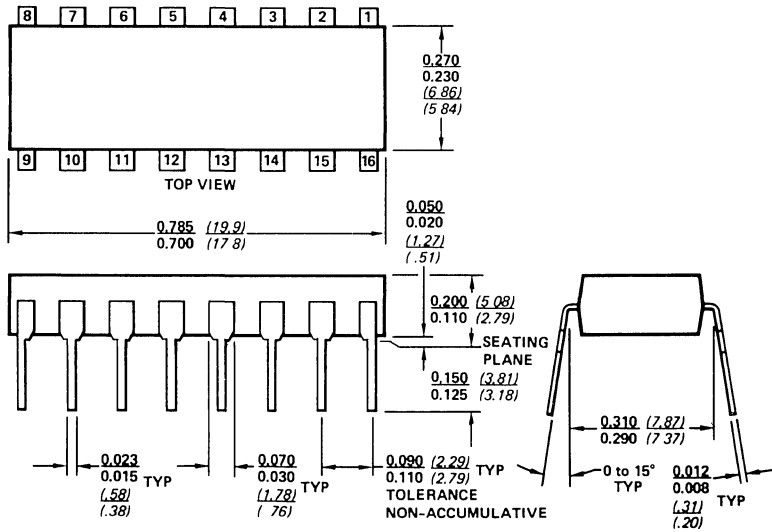 8 7 6 5 4 3 2 1
0.270
0.230
(6 86)
(5 84)
9 10 11 12 13 14 15 16
TOP VIEW
0.785 (19.9)
0.700 (17 8)
0.050
0.020
(1.27)
( .51)
0.200 (5 08)
0.110 (2.79)
SEATING
PLANE
0.150 (3.81)
0.125 (3.18)
0.310 (7.87)
0.290 (7 37)
0.023
0.015 TYP
(.58)
(.38)
0.070
0.030 TYP
(1.78)
( 76)
0.090 (2.29)
0.110 (2.79) TYP
TOLERANCE
NON-ACCUMULATIVE
0 to 15°
TYP
0.012
0.008 TYP
(.31)
(.20)